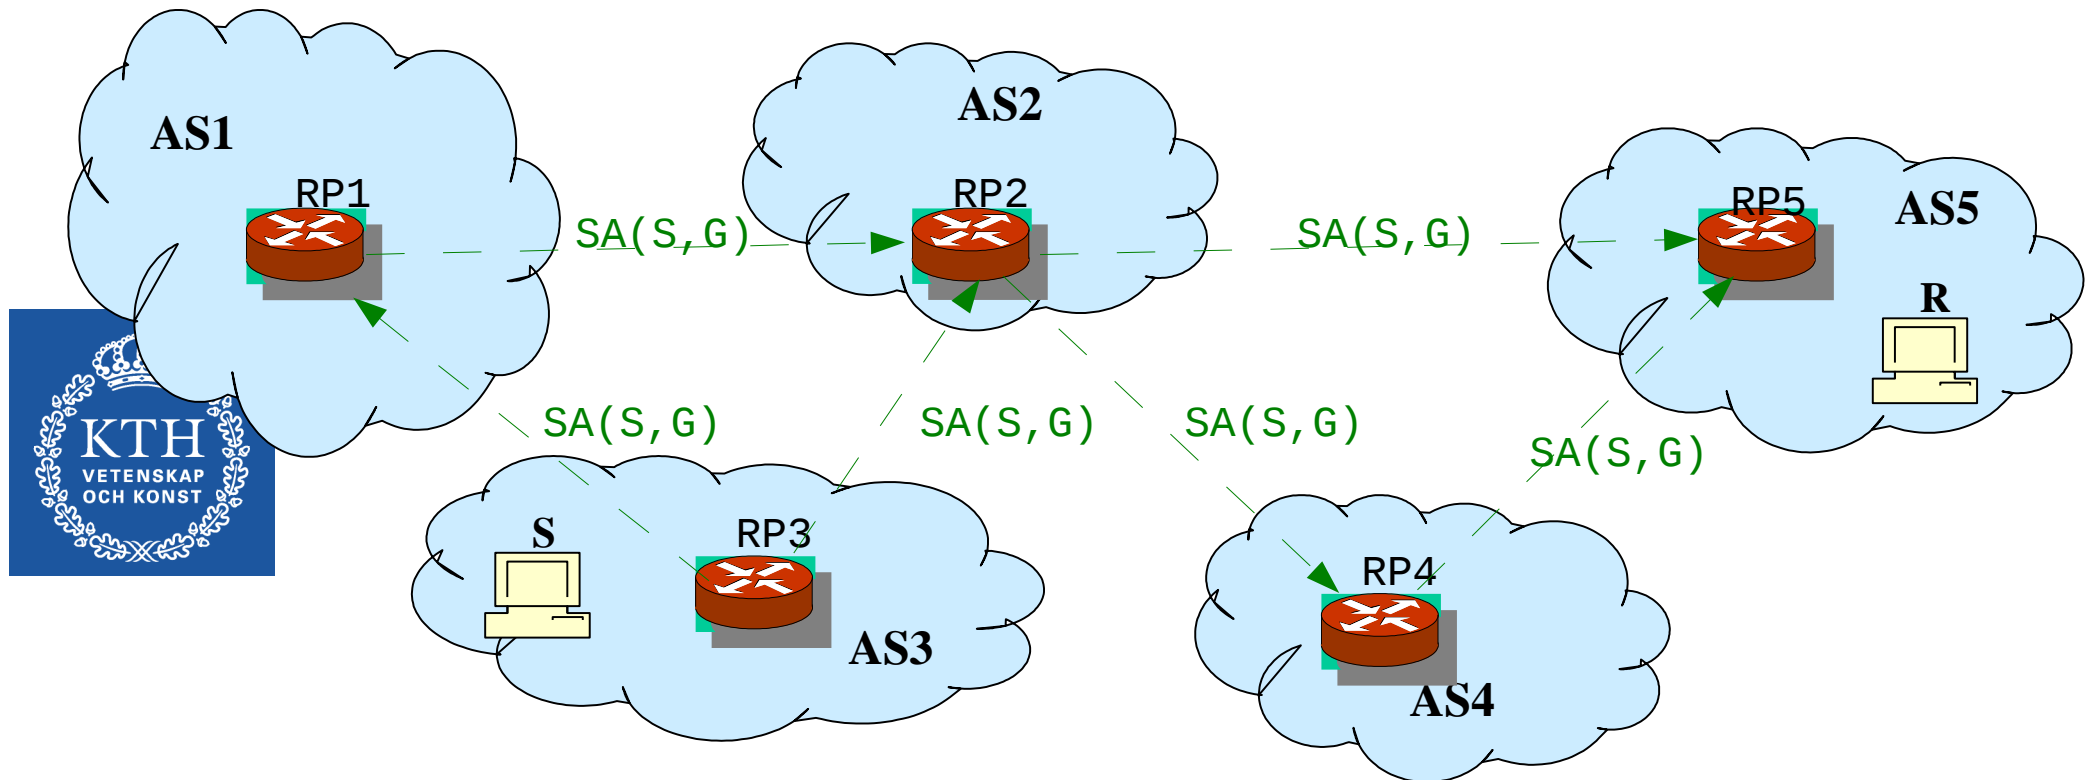 AS1
RP1
SA(S,G)
AS2
RP2
SA(S,G)
RP5
AS5
R
KTH
VETENSKAP
OCH KONST
SA(S,G)
SA(S,G)
SA(S,G)
SA(S,G)
S
RP3
AS3
RP4
AS4